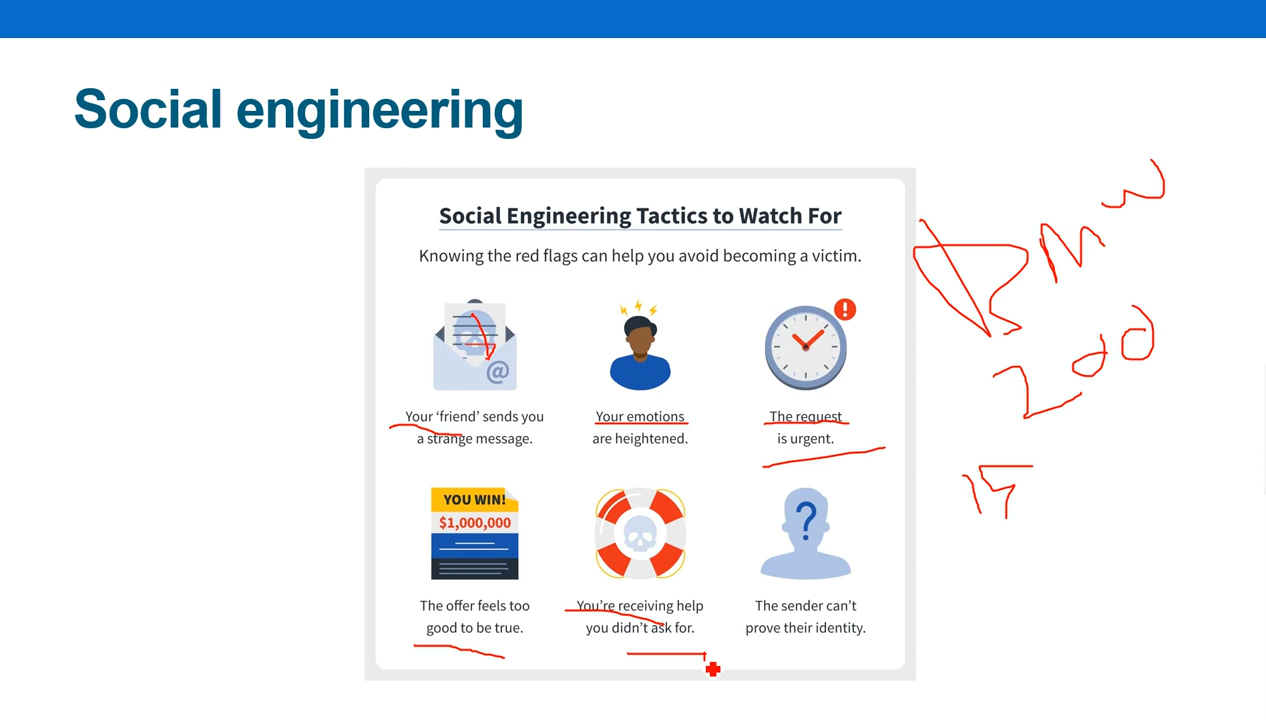 Social engineering
Social Engineering Tactics to Watch For
Knowing the red flags can help you avoid becoming a victim.
@
Your ‘friend’ sends you
a strange message.
Your emotions
are heightened.
!
The request
is urgent.
YOU WIN!
$1,000,000
The offer feels too
good to be true.
You’re receiving help
you didn’t ask for.
?
The sender can’t
prove their identity.
200
15